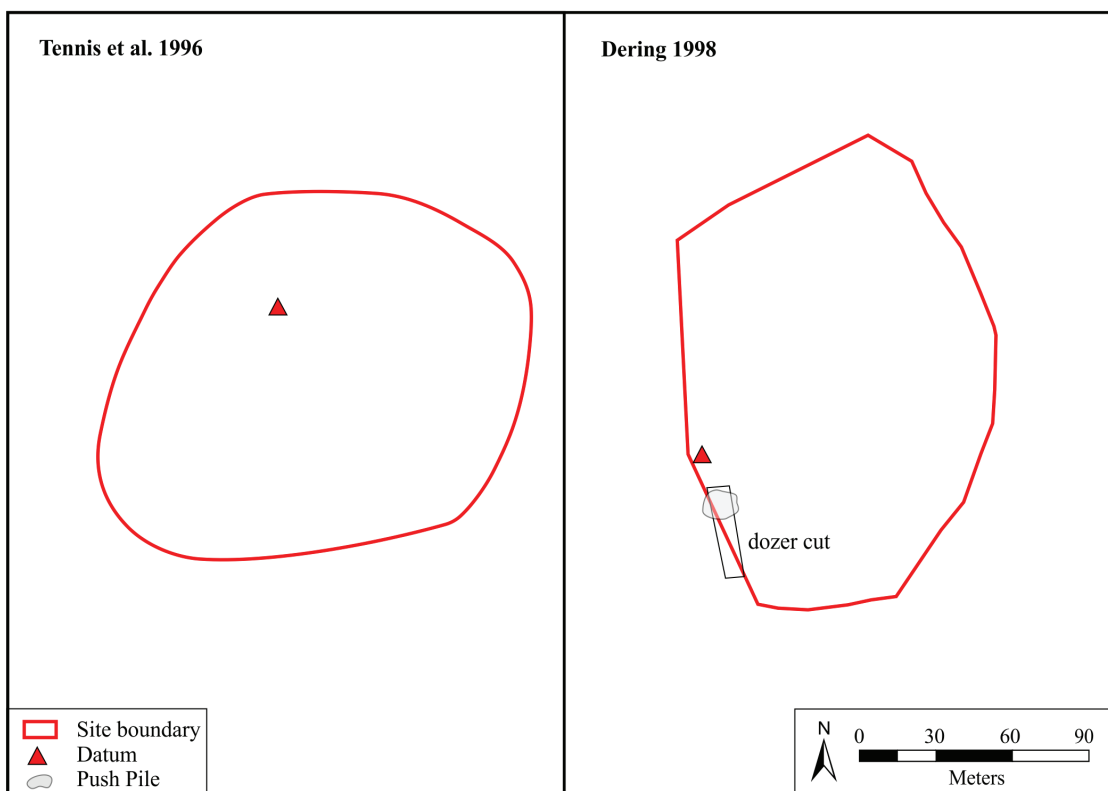 Tennis et al. 1996
Dering 1998
dozer cut
Site boundary
Datum
Push Pile
N
0 30 60 90
Meters